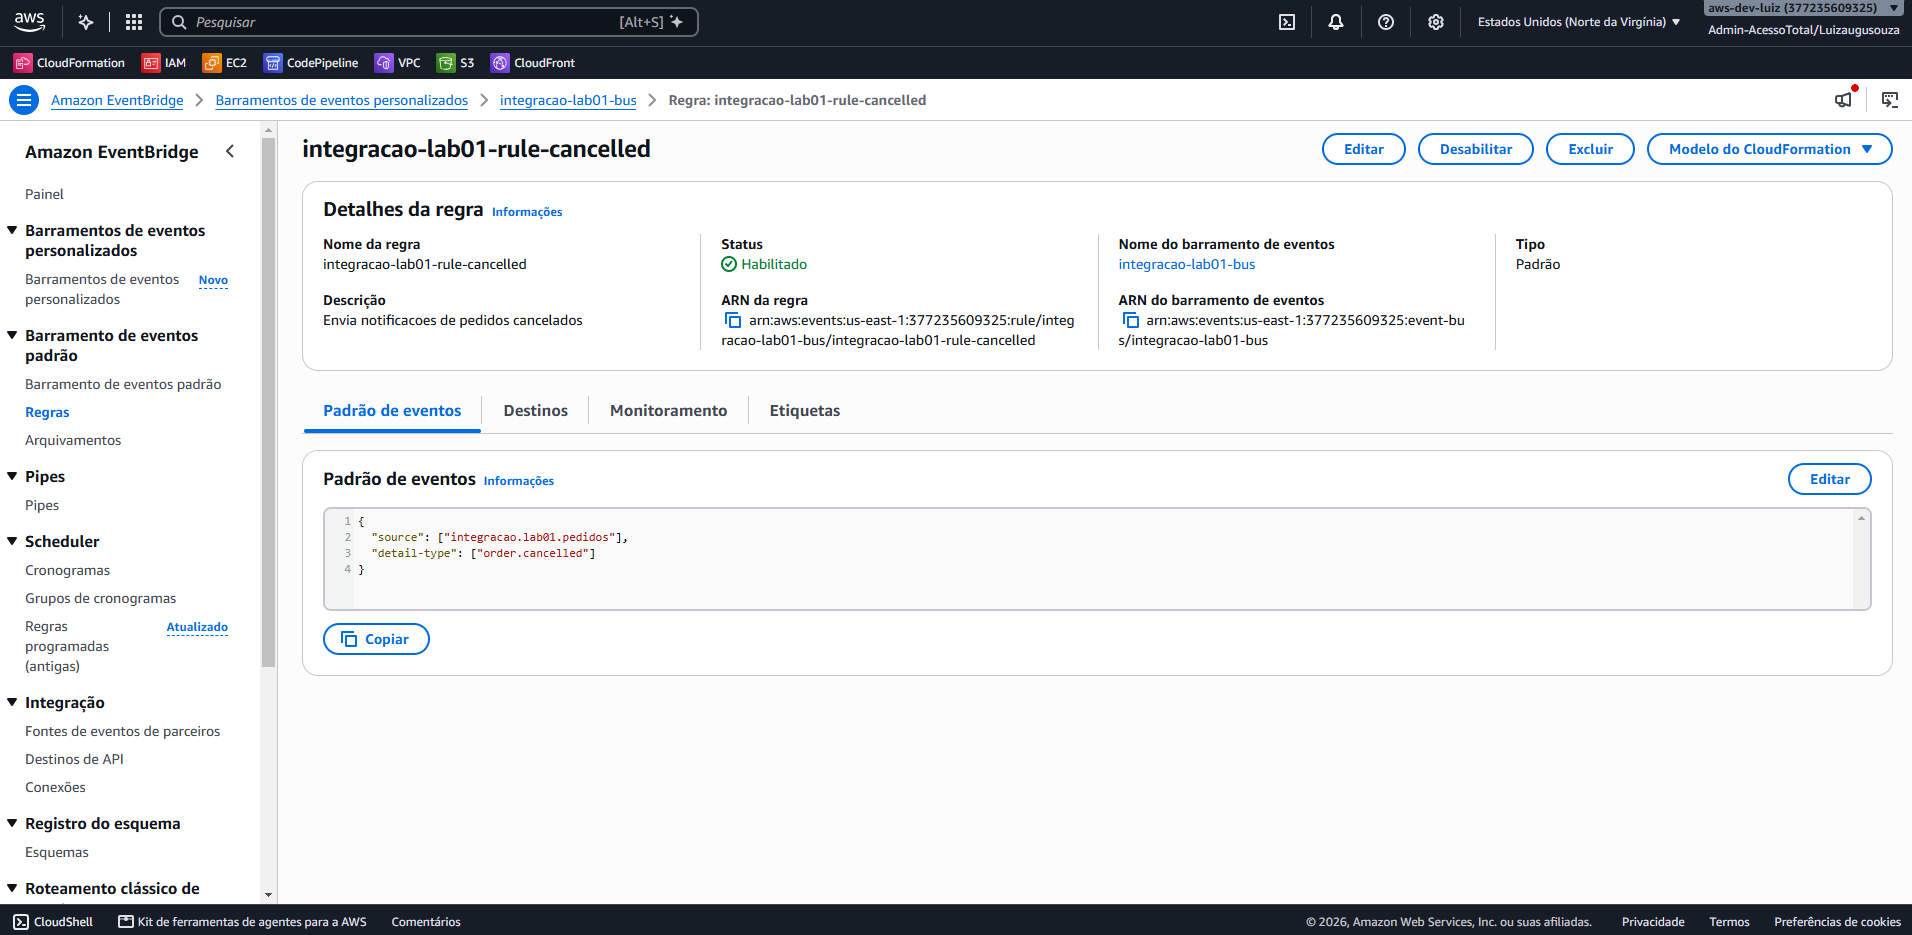 aws
Pesquisar
[Alt+S]
Estados Unidos (Norte da Virgínia)
aws-dev-luiz (377235609325)
Admin-AcessoTotal/Luizaugusouza
CloudFormation
IAM
EC2
CodePipeline
VPC
S3
CloudFront
Amazon EventBridge
Barramentos de eventos personalizados
integracao-lab01-bus
Regra: integracao-lab01-rule-cancelled
Amazon EventBridge
Painel
Barramentos de eventos
personalizados
Barramentos de eventos
personalizados
Novo
Barramento de eventos
padrão
Barramento de eventos padrão
Regras
Arquivamentos
Pipes
Pipes
Scheduler
Cronogramas
Grupos de cronogramas
Regras
programadas
(antigas)
Atualizado
Integração
Fontes de eventos de parceiros
Destinos de API
Conexões
Registro do esquema
Esquemas
Roteamento clássico de
integracao-lab01-rule-cancelled
Editar
Desabilitar
Excluir
Modelo do CloudFormation
Detalhes da regra
Informações
Nome da regra
integracao-lab01-rule-cancelled
Descrição
Envia notificacoes de pedidos cancelados
Status
Habilitado
ARN da regra
arn:aws:events:us-east-1:377235609325:rule/integ
racao-lab01-bus/integracao-lab01-rule-cancelled
Nome do barramento de eventos
integracao-lab01-bus
ARN do barramento de eventos
arn:aws:events:us-east-1:377235609325:event-bu
s/integracao-lab01-bus
Tipo
Padrão
Padrão de eventos
Destinos
Monitoramento
Etiquetas
Padrão de eventos
Informações
Editar
1 {
2 "source": ["integracao.lab01.pedidos"],
3 "detail-type": ["order.cancelled"]
4 }
Copiar
CloudShell
Kit de ferramentas de agentes para a AWS
Comentários
© 2026, Amazon Web Services, Inc. ou suas afiliadas.
Privacidade
Termos
Preferências de cookies